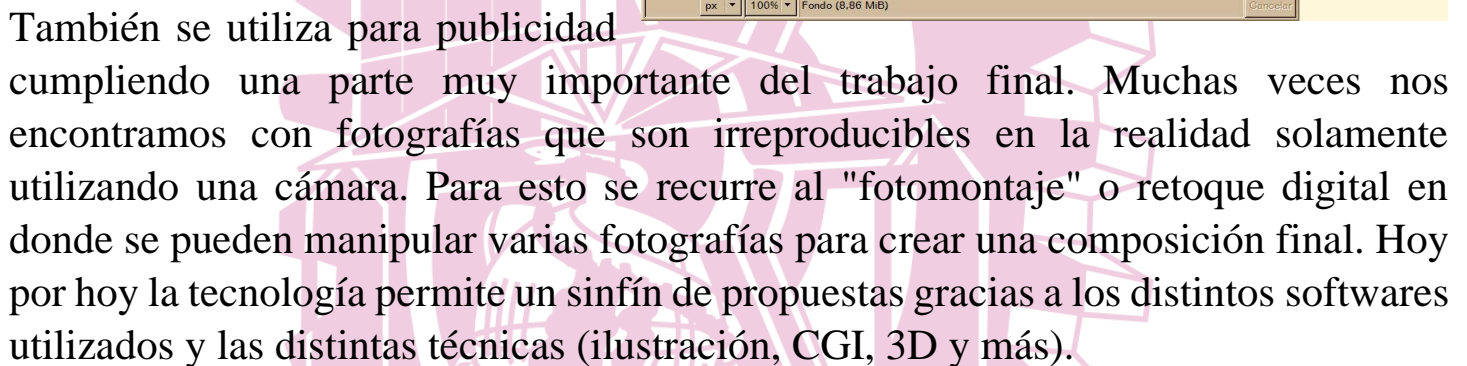 px 100% Fondo (8,86 MiB) Cancelar
También se utiliza para publicidad
cumpliendo una parte muy importante del trabajo final. Muchas veces nos
encontramos con fotografías que son irreproducibles en la realidad solamente
utilizando una cámara. Para esto se recurre al "fotomontaje" o retoque digital en
donde se pueden manipular varias fotografías para crear una composición final. Hoy
por hoy la tecnología permite un sinfín de propuestas gracias a los distintos softwares
utilizados y las distintas técnicas (ilustración, CGI, 3D y más).